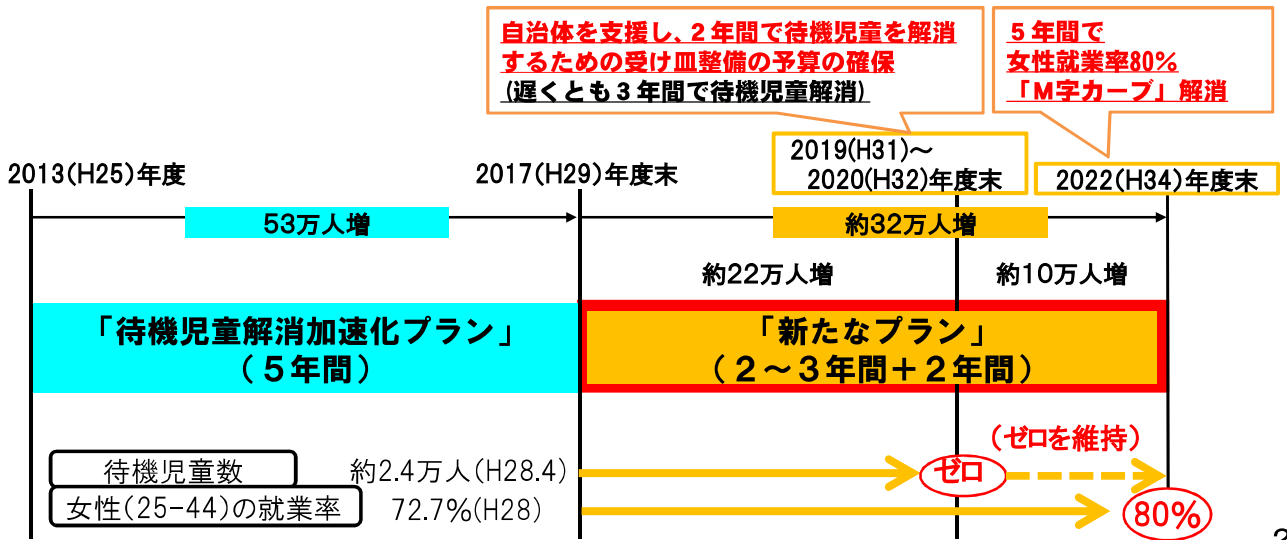 自治体を支援し、2年間で待機児童を解消
するための受け皿整備の予算の確保
(遅くとも3年間で待機児童解消)
5年間で
女性就業率80%
「M字カーブ」解消
2013(H25)年度
2017(H29)年度末
2019(H31)～
2020(H32)年度末
2022(H34)年度末
53万人増
約32万人増
約22万人増
約10万人増
「待機児童解消加速化プラン」
(5年間)
「新たなプラン」
(2～3年間+2年間)
(ゼロを維持)
待機児童数
約2.4万人(H28.4)
ゼロ
女性(25-44)の就業率
72.7%(H28)
80%